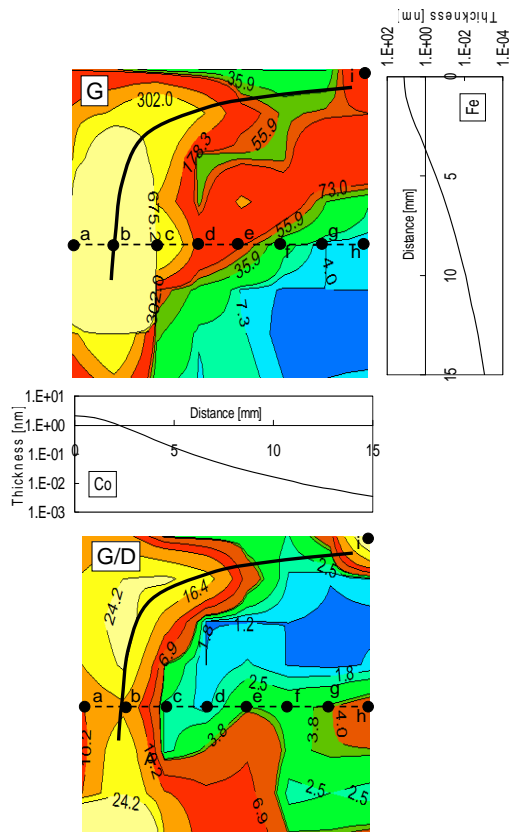 Thickness [nm]
1.E+02
1.E+00
1.E-02
1.E-04
0
5
10
15
Distance [mm]
Fe
G
i
35.9
302.0
178.3
55.9
73.0
675.2
a
b
c
d
e
f
g
h
55.9
35.9
4.0
302.0
7.3
1.E+01
1.E+00
1.E-01
1.E-02
1.E-03
Thickness [nm]
Distance [mm]
0
5
10
15
Co
G/D
i
2.5
24.2
16.4
1.2
1.8
6.9
1.8
2.5
a
b
c
d
e
f
g
h
10.2
A
3.8
3.8
4.0
24.2
6.9
2.5
2.5